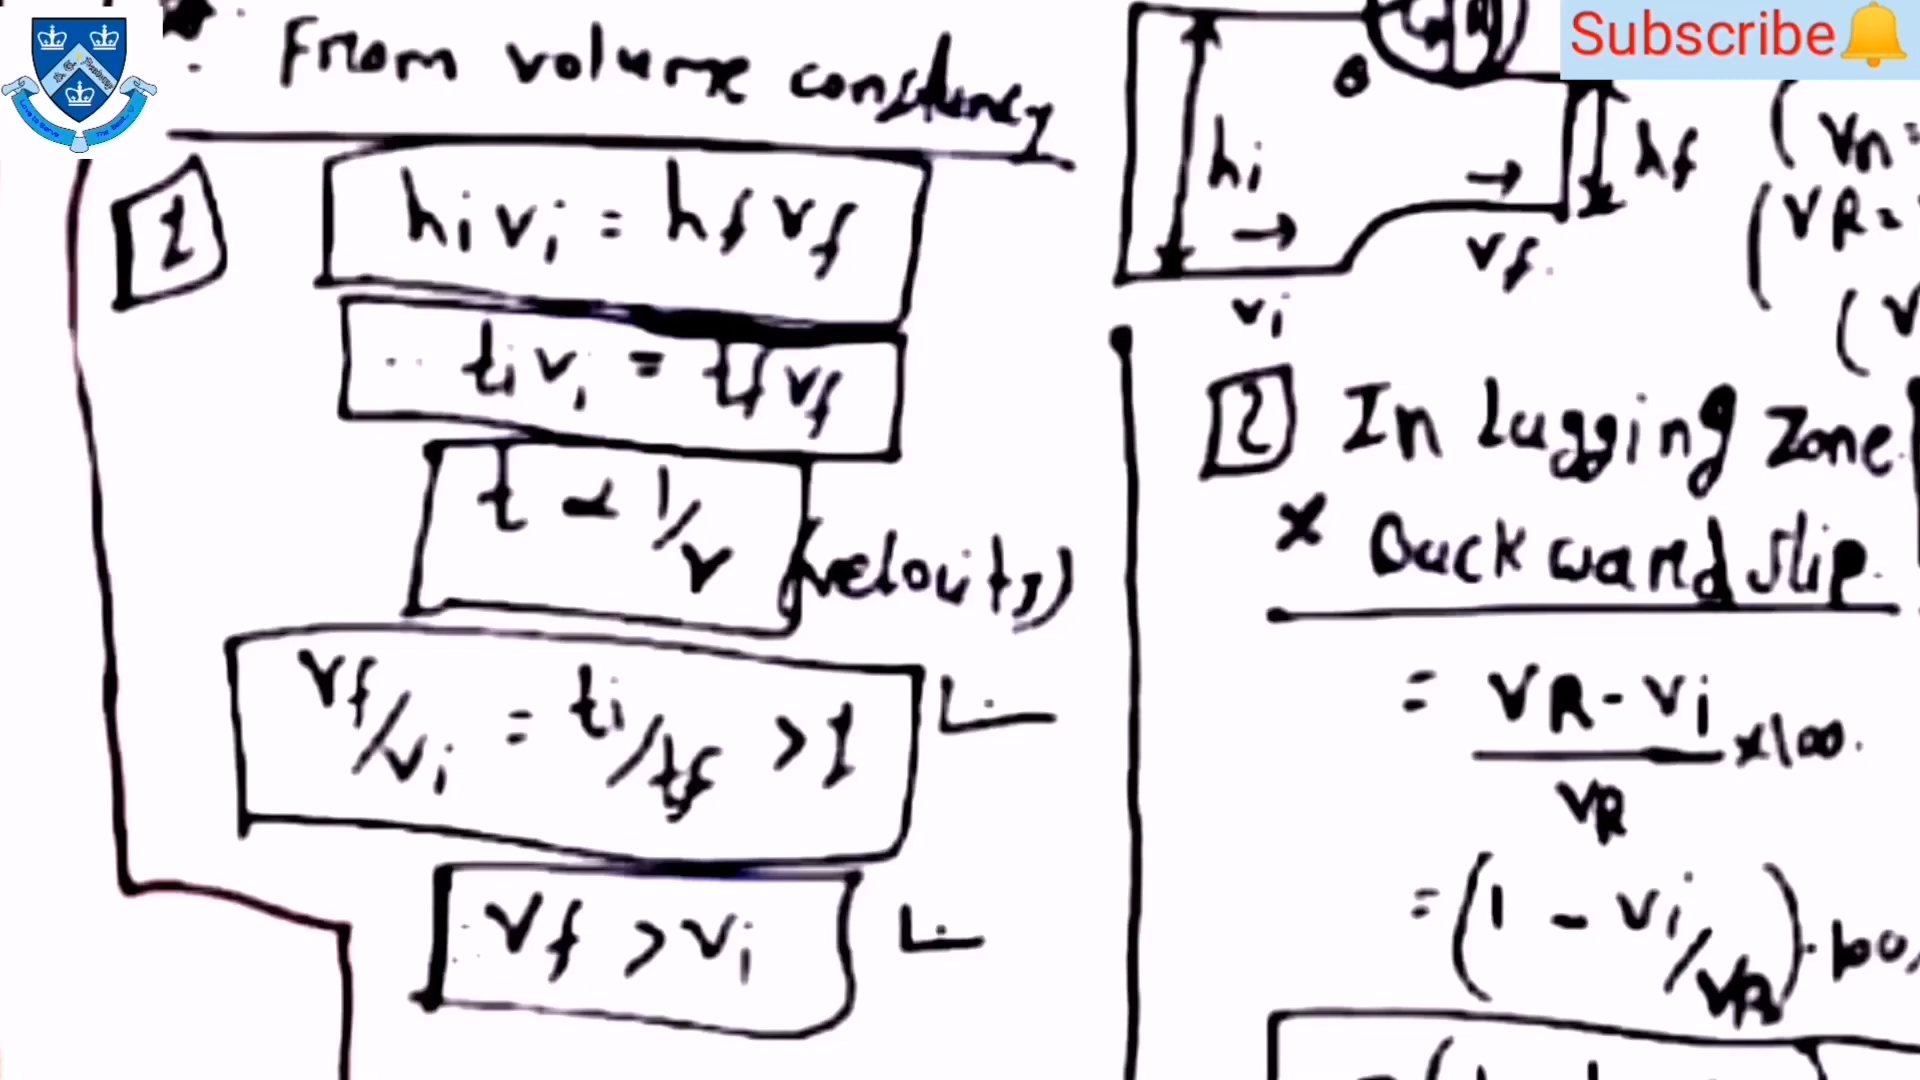 From volume constancy
1
hi vi = hf vf
ti vi = tf vf
t ∝ 1/v (velocity)
vf/vi = ti/tf > 1
vf > vi
Subscribe
hi
hf
vi
vf
(Vn =
(VR =
(V
2 In lagging zone
* Backward slip
= VR - Vi / VR x 100
= (1 - vi/VR) . 100